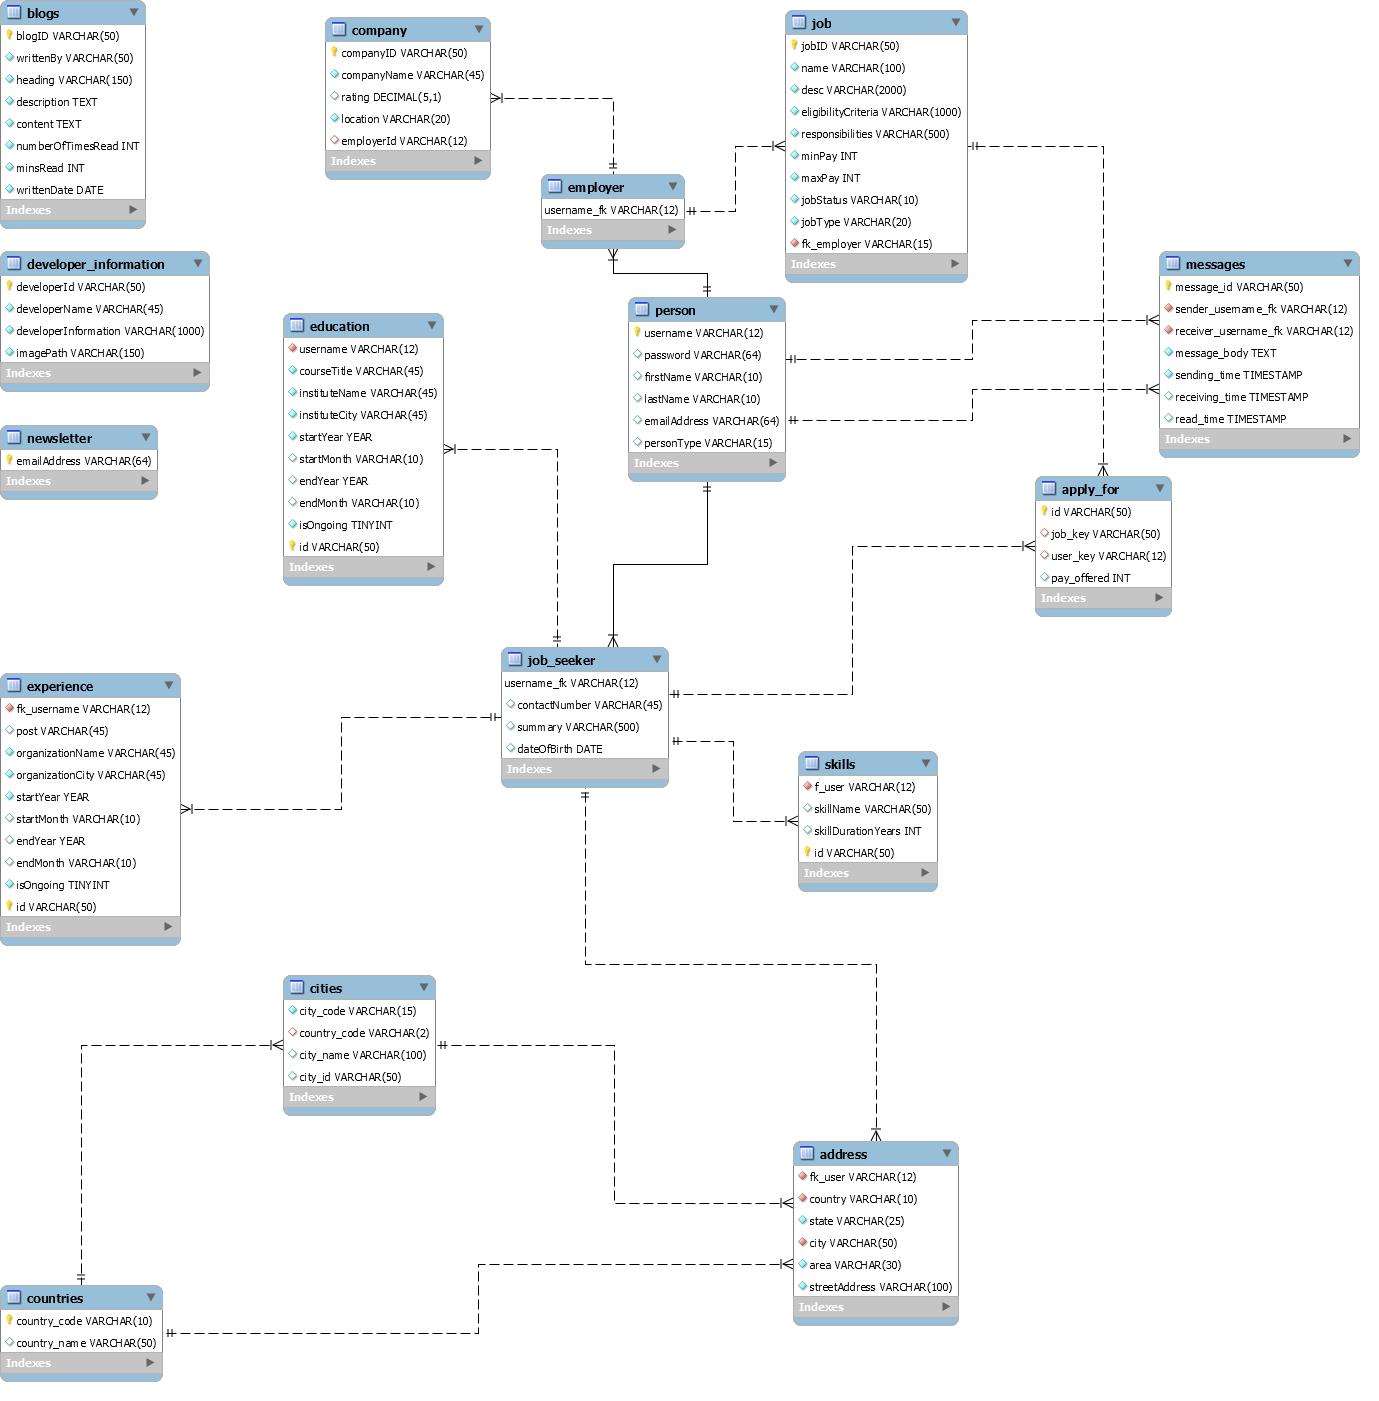 blogs
blogID VARCHAR(50)
writtenBy VARCHAR(50)
heading VARCHAR(150)
description TEXT
content TEXT
numberOfTimesRead INT
minsRead INT
writtenDate DATE
Indexes
company
companyID VARCHAR(50)
companyName VARCHAR(45)
rating DECIMAL(5,1)
location VARCHAR(20)
employerId VARCHAR(12)
Indexes
job
jobID VARCHAR(50)
name VARCHAR(100)
desc VARCHAR(2000)
eligibilityCriteria VARCHAR(1000)
responsibilities VARCHAR(500)
minPay INT
maxPay INT
jobStatus VARCHAR(10)
jobType VARCHAR(20)
fk_employer VARCHAR(15)
Indexes
employer
username_fk VARCHAR(12)
Indexes
developer_information
developerId VARCHAR(50)
developerName VARCHAR(45)
developerInformation VARCHAR(1000)
imagePath VARCHAR(150)
Indexes
messages
message_id VARCHAR(50)
sender_username_fk VARCHAR(12)
receiver_username_fk VARCHAR(12)
message_body TEXT
sending_time TIMESTAMP
receiving_time TIMESTAMP
read_time TIMESTAMP
Indexes
person
username VARCHAR(12)
password VARCHAR(64)
firstName VARCHAR(10)
lastName VARCHAR(10)
emailAddress VARCHAR(64)
personType VARCHAR(15)
Indexes
education
username VARCHAR(12)
courseTitle VARCHAR(45)
instituteName VARCHAR(45)
instituteCity VARCHAR(45)
startYear YEAR
startMonth VARCHAR(10)
endYear YEAR
endMonth VARCHAR(10)
isOngoing TINYINT
id VARCHAR(50)
Indexes
newsletter
emailAddress VARCHAR(64)
Indexes
apply_for
id VARCHAR(50)
job_key VARCHAR(50)
user_key VARCHAR(12)
pay_offered INT
Indexes
job_seeker
username_fk VARCHAR(12)
contactNumber VARCHAR(45)
summary VARCHAR(500)
dateOfBirth DATE
Indexes
experience
fk_username VARCHAR(12)
post VARCHAR(45)
organizationName VARCHAR(45)
organizationCity VARCHAR(45)
startYear YEAR
startMonth VARCHAR(10)
endYear YEAR
endMonth VARCHAR(10)
isOngoing TINYINT
id VARCHAR(50)
Indexes
skills
f_user VARCHAR(12)
skillName VARCHAR(50)
skillDurationYears INT
id VARCHAR(50)
Indexes
cities
city_code VARCHAR(15)
country_code VARCHAR(2)
city_name VARCHAR(100)
city_id VARCHAR(50)
Indexes
address
fk_user VARCHAR(12)
country VARCHAR(10)
state VARCHAR(25)
city VARCHAR(50)
area VARCHAR(30)
streetAddress VARCHAR(100)
Indexes
countries
country_code VARCHAR(10)
country_name VARCHAR(50)
Indexes